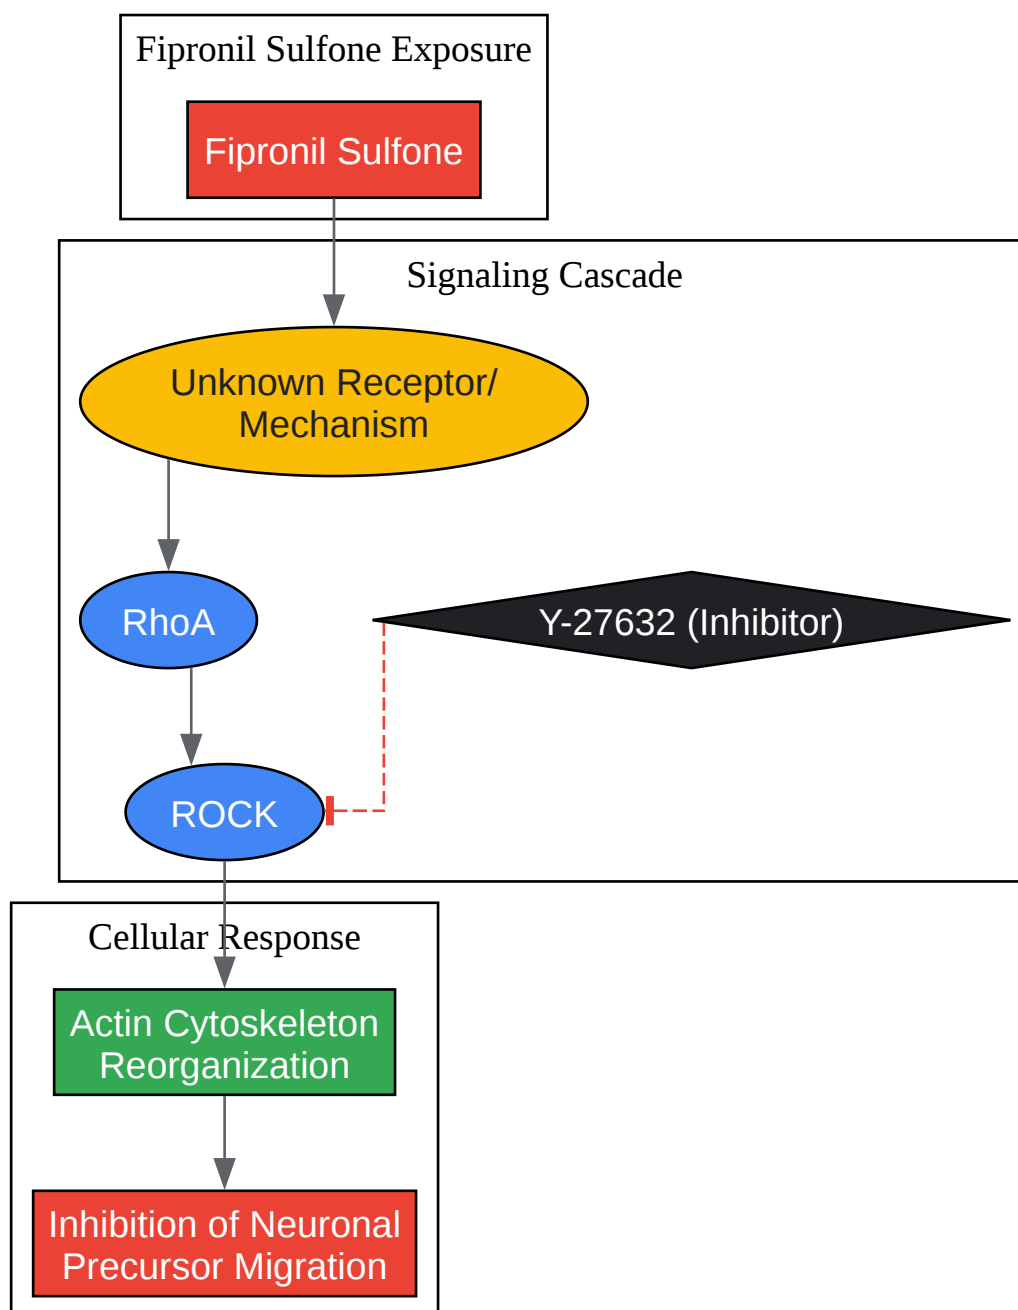 Fipronil Sulfone Exposure
Fipronil Sulfone
Signaling Cascade
Unknown Receptor/
Mechanism
RhoA
Y-27632 (Inhibitor)
ROCK
Cellular Response
Actin Cytoskeleton
Reorganization
Inhibition of Neuronal
Precursor Migration